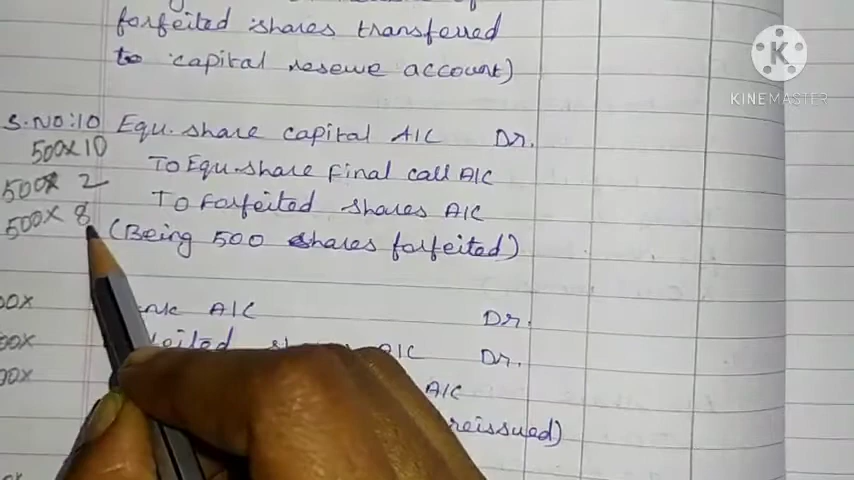 forfeited shares transferred
to capital reserve account)
KINEMASTER
S.NO:10 Equ.share capital A/C Dr.
500x10 To Equ.share final call A/C
500x 2 To Forfeited shares A/C
500x 8 (Being 500 shares forfeited)
A/C Dr.
A/C Dr.
A/C
reissued)